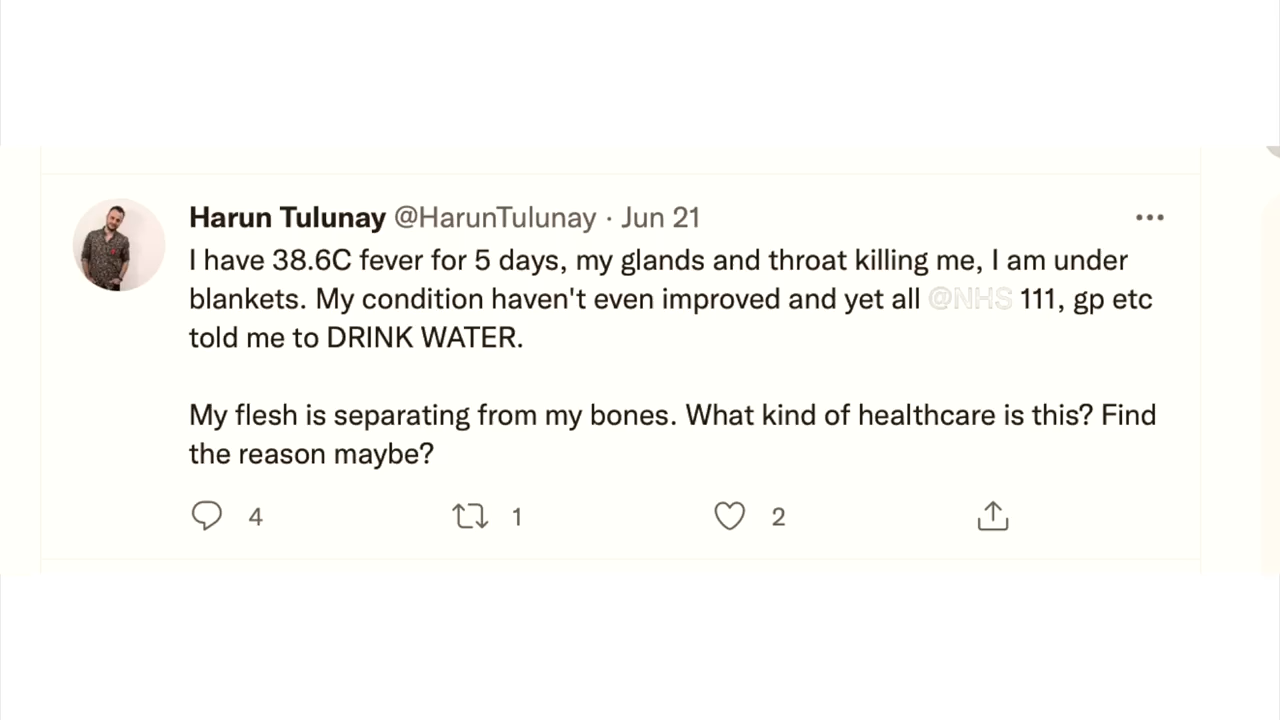 Harun Tulunay @HarunTulunay · Jun 21
I have 38.6C fever for 5 days, my glands and throat killing me, I am under
blankets. My condition haven't even improved and yet all @NHS 111, gp etc
told me to DRINK WATER.
My flesh is separating from my bones. What kind of healthcare is this? Find
the reason maybe?
4 1 2